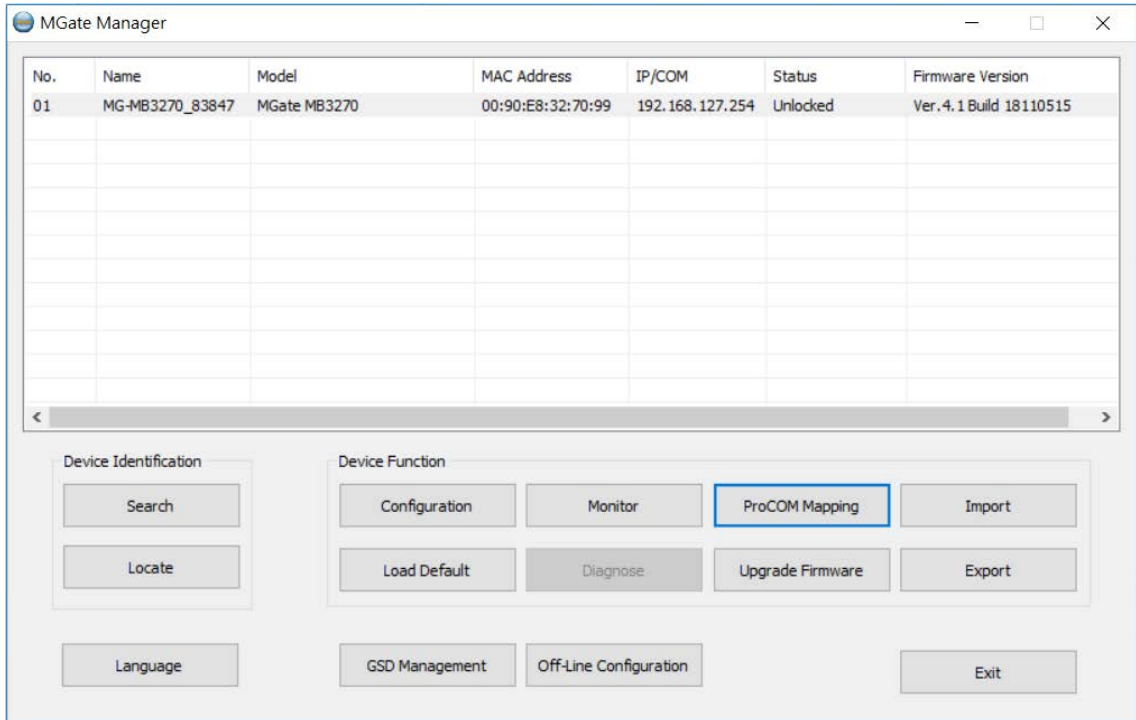 MGate Manager
No. Name Model MAC Address IP/COM Status Firmware Version
01 MG-MB3270_83847 MGate MB3270 00:90:E8:32:70:99 192.168.127.254 Unlocked Ver.4.1 Build 18110515
Device Identification Device Function
Search Configuration Monitor ProCOM Mapping Import
Locate Load Default Diagnose Upgrade Firmware Export
Language GSD Management Off-Line Configuration Exit